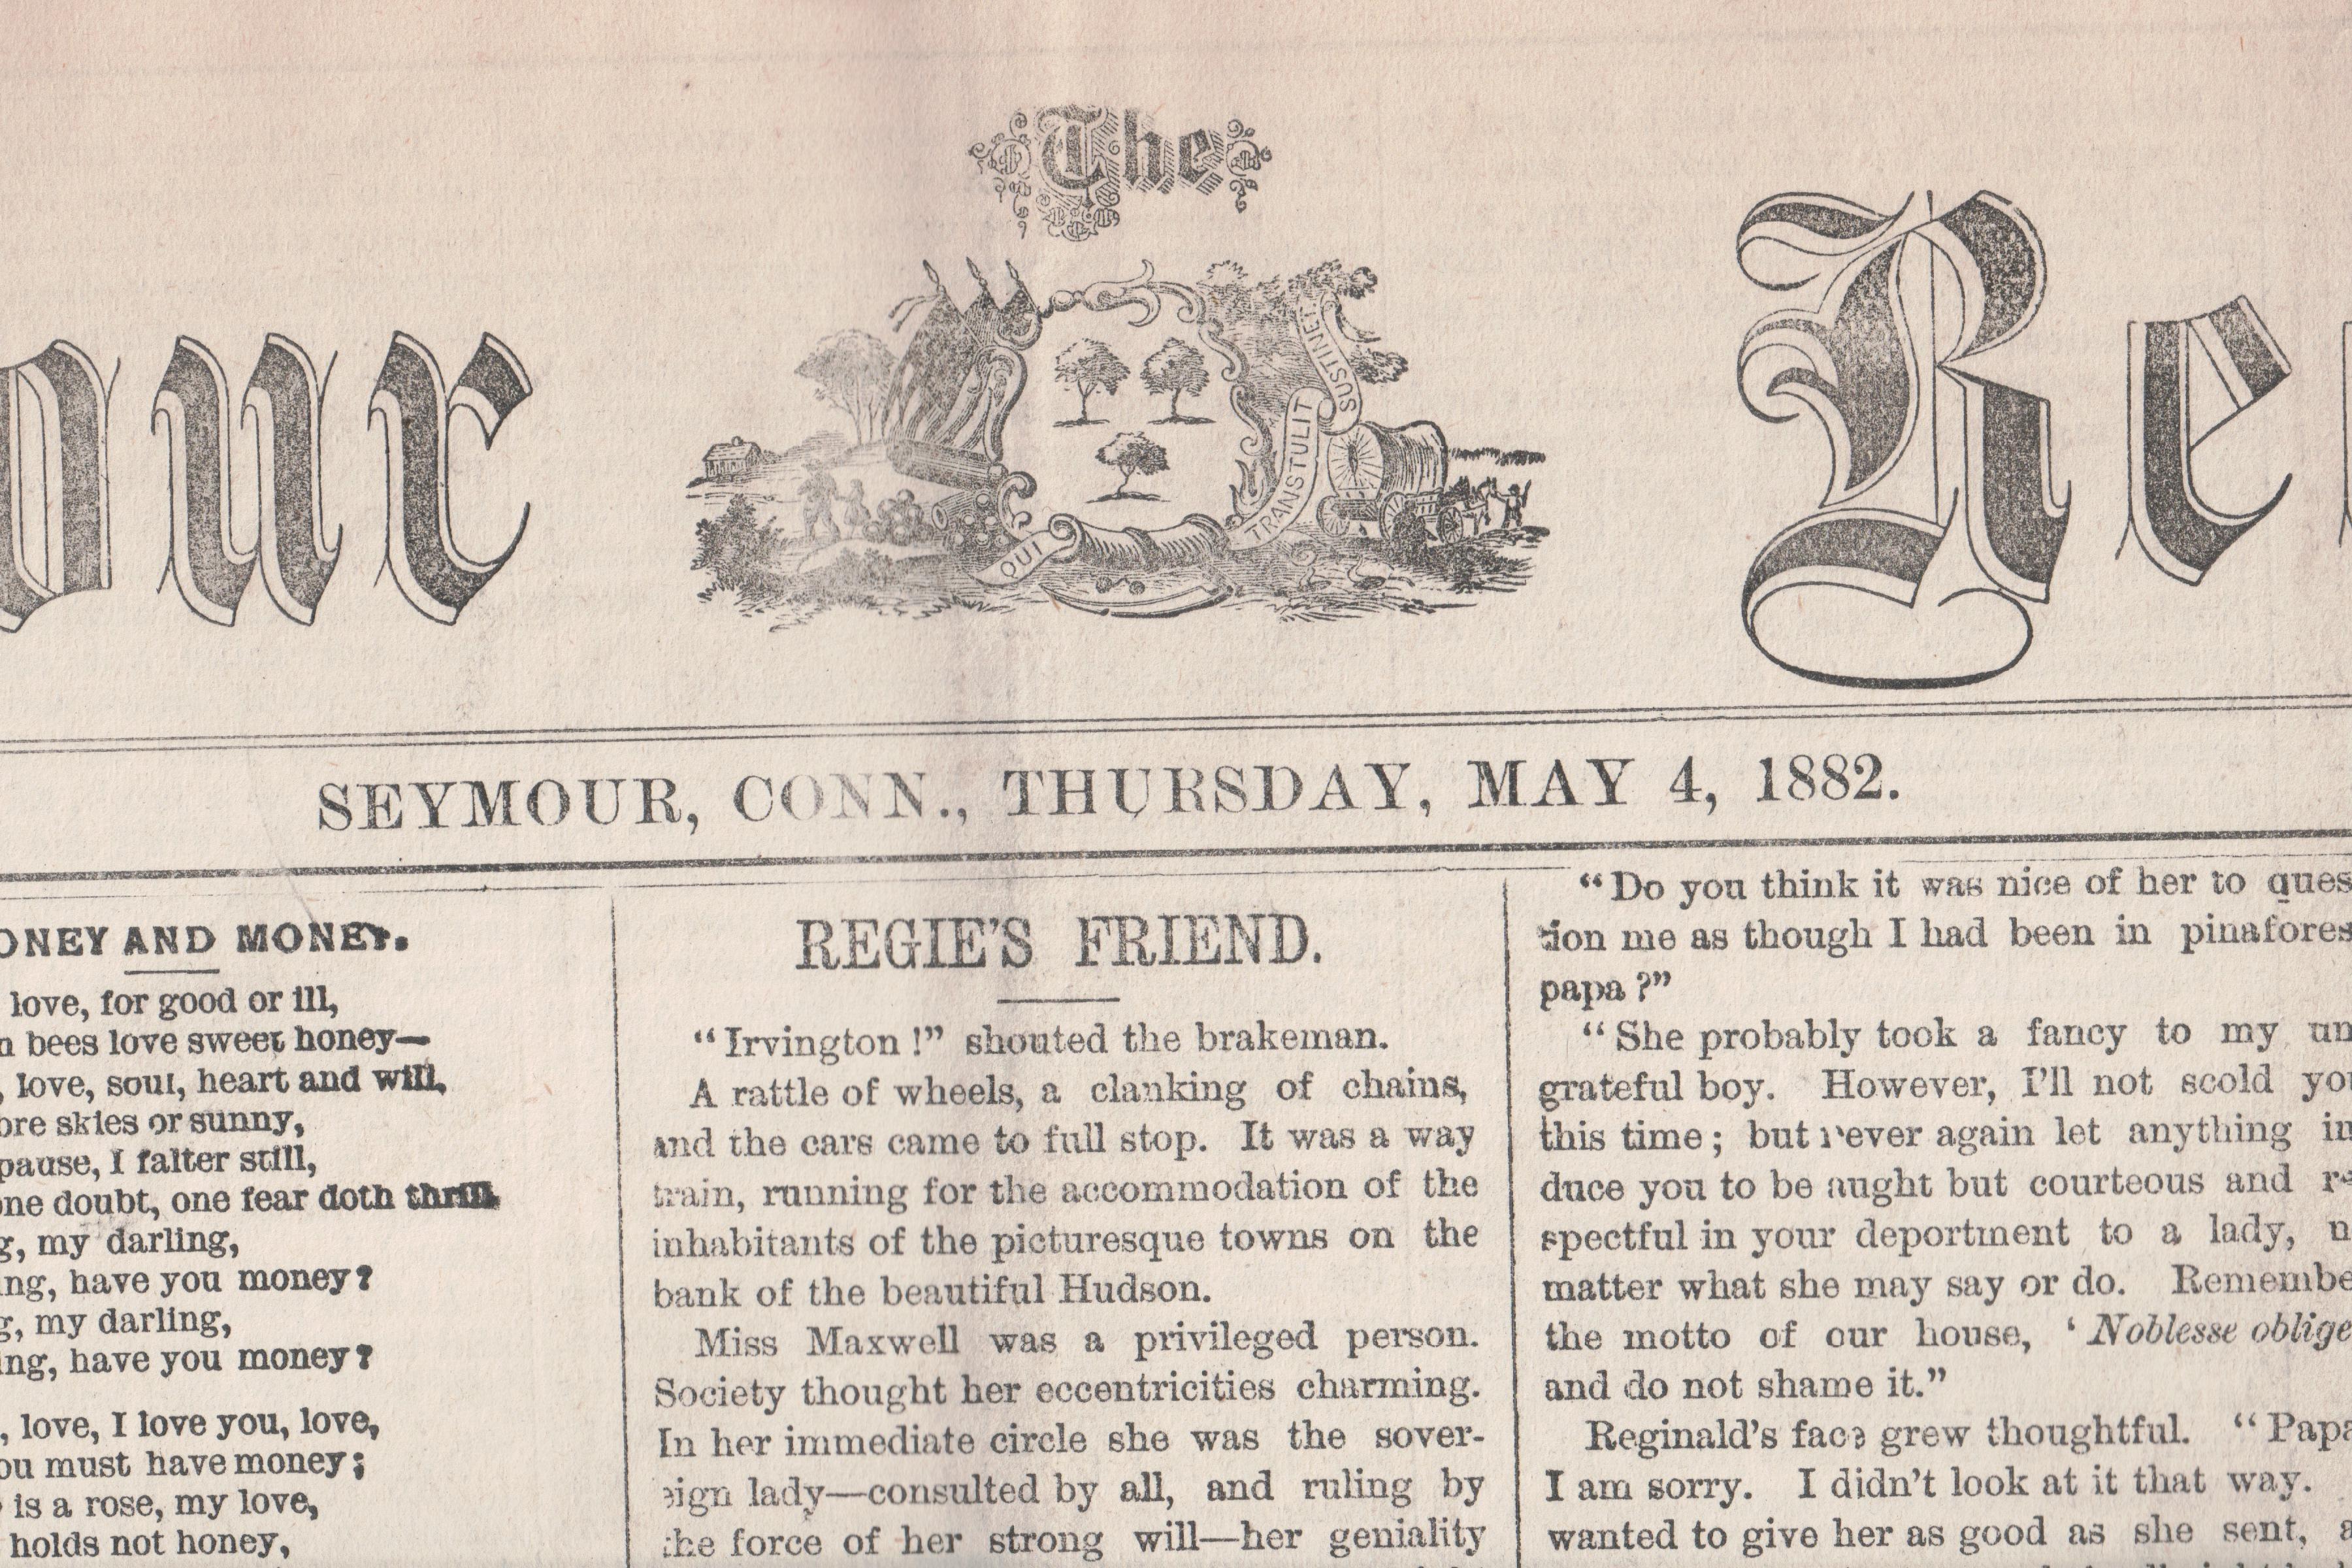 The
our Re
QUI TRANSTULIT SUSTINET
SEYMOUR, CONN., THURSDAY, MAY 4, 1882.
ONEY AND MONEY.
love, for good or ill,
bees love sweet honey—
, love, soul, heart and will,
ore skies or sunny,
pause, I falter still,
one doubt, one fear doth thrill
g, my darling,
ing, have you money?
g, my darling,
ing, have you money?
, love, I love you, love,
ou must have money;
is a rose, my love,
holds not honey,
REGIE'S FRIEND.
"Irvington!" shouted the brakeman.
A rattle of wheels, a clanking of chains,
and the cars came to full stop. It was a way
train, running for the accommodation of the
inhabitants of the picturesque towns on the
bank of the beautiful Hudson.
Miss Maxwell was a privileged person.
Society thought her eccentricities charming.
In her immediate circle she was the sover-
eign lady—consulted by all, and ruling by
the force of her strong will—her geniality
"Do you think it was nice of her to ques
tion me as though I had been in pinafores
papa?"
"She probably took a fancy to my un
grateful boy. However, I'll not scold yo
this time; but never again let anything in
duce you to be aught but courteous and re
spectful in your deportment to a lady, n
matter what she may say or do. Remembe
the motto of our house, 'Noblesse oblige
and do not shame it."
Reginald's face grew thoughtful. "Papa
I am sorry. I didn't look at it that way.
wanted to give her as good as she sent, a